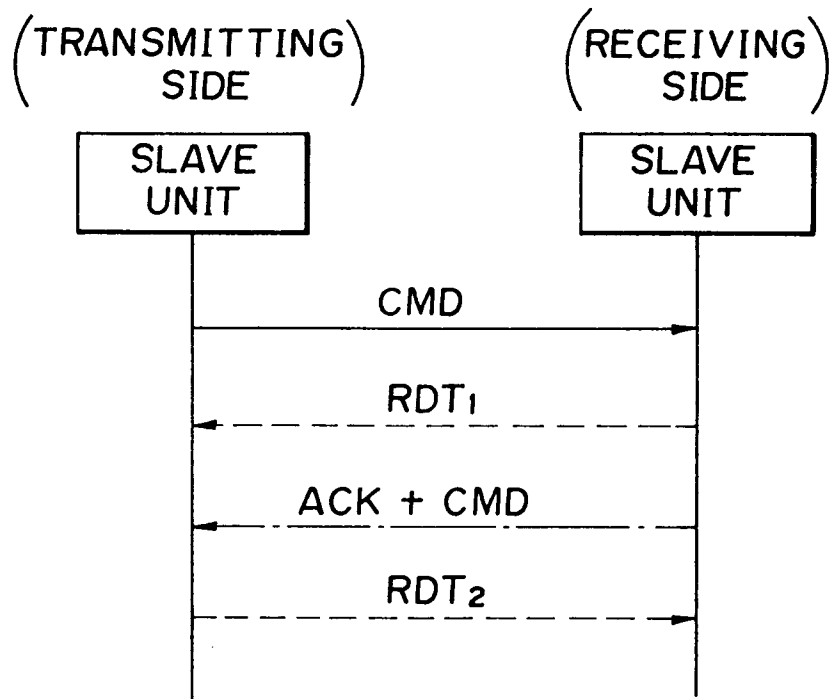 (TRANSMITTING
SIDE)
(RECEIVING
SIDE)
SLAVE
UNIT
SLAVE
UNIT
CMD
RDT₁
ACK + CMD
RDT₂